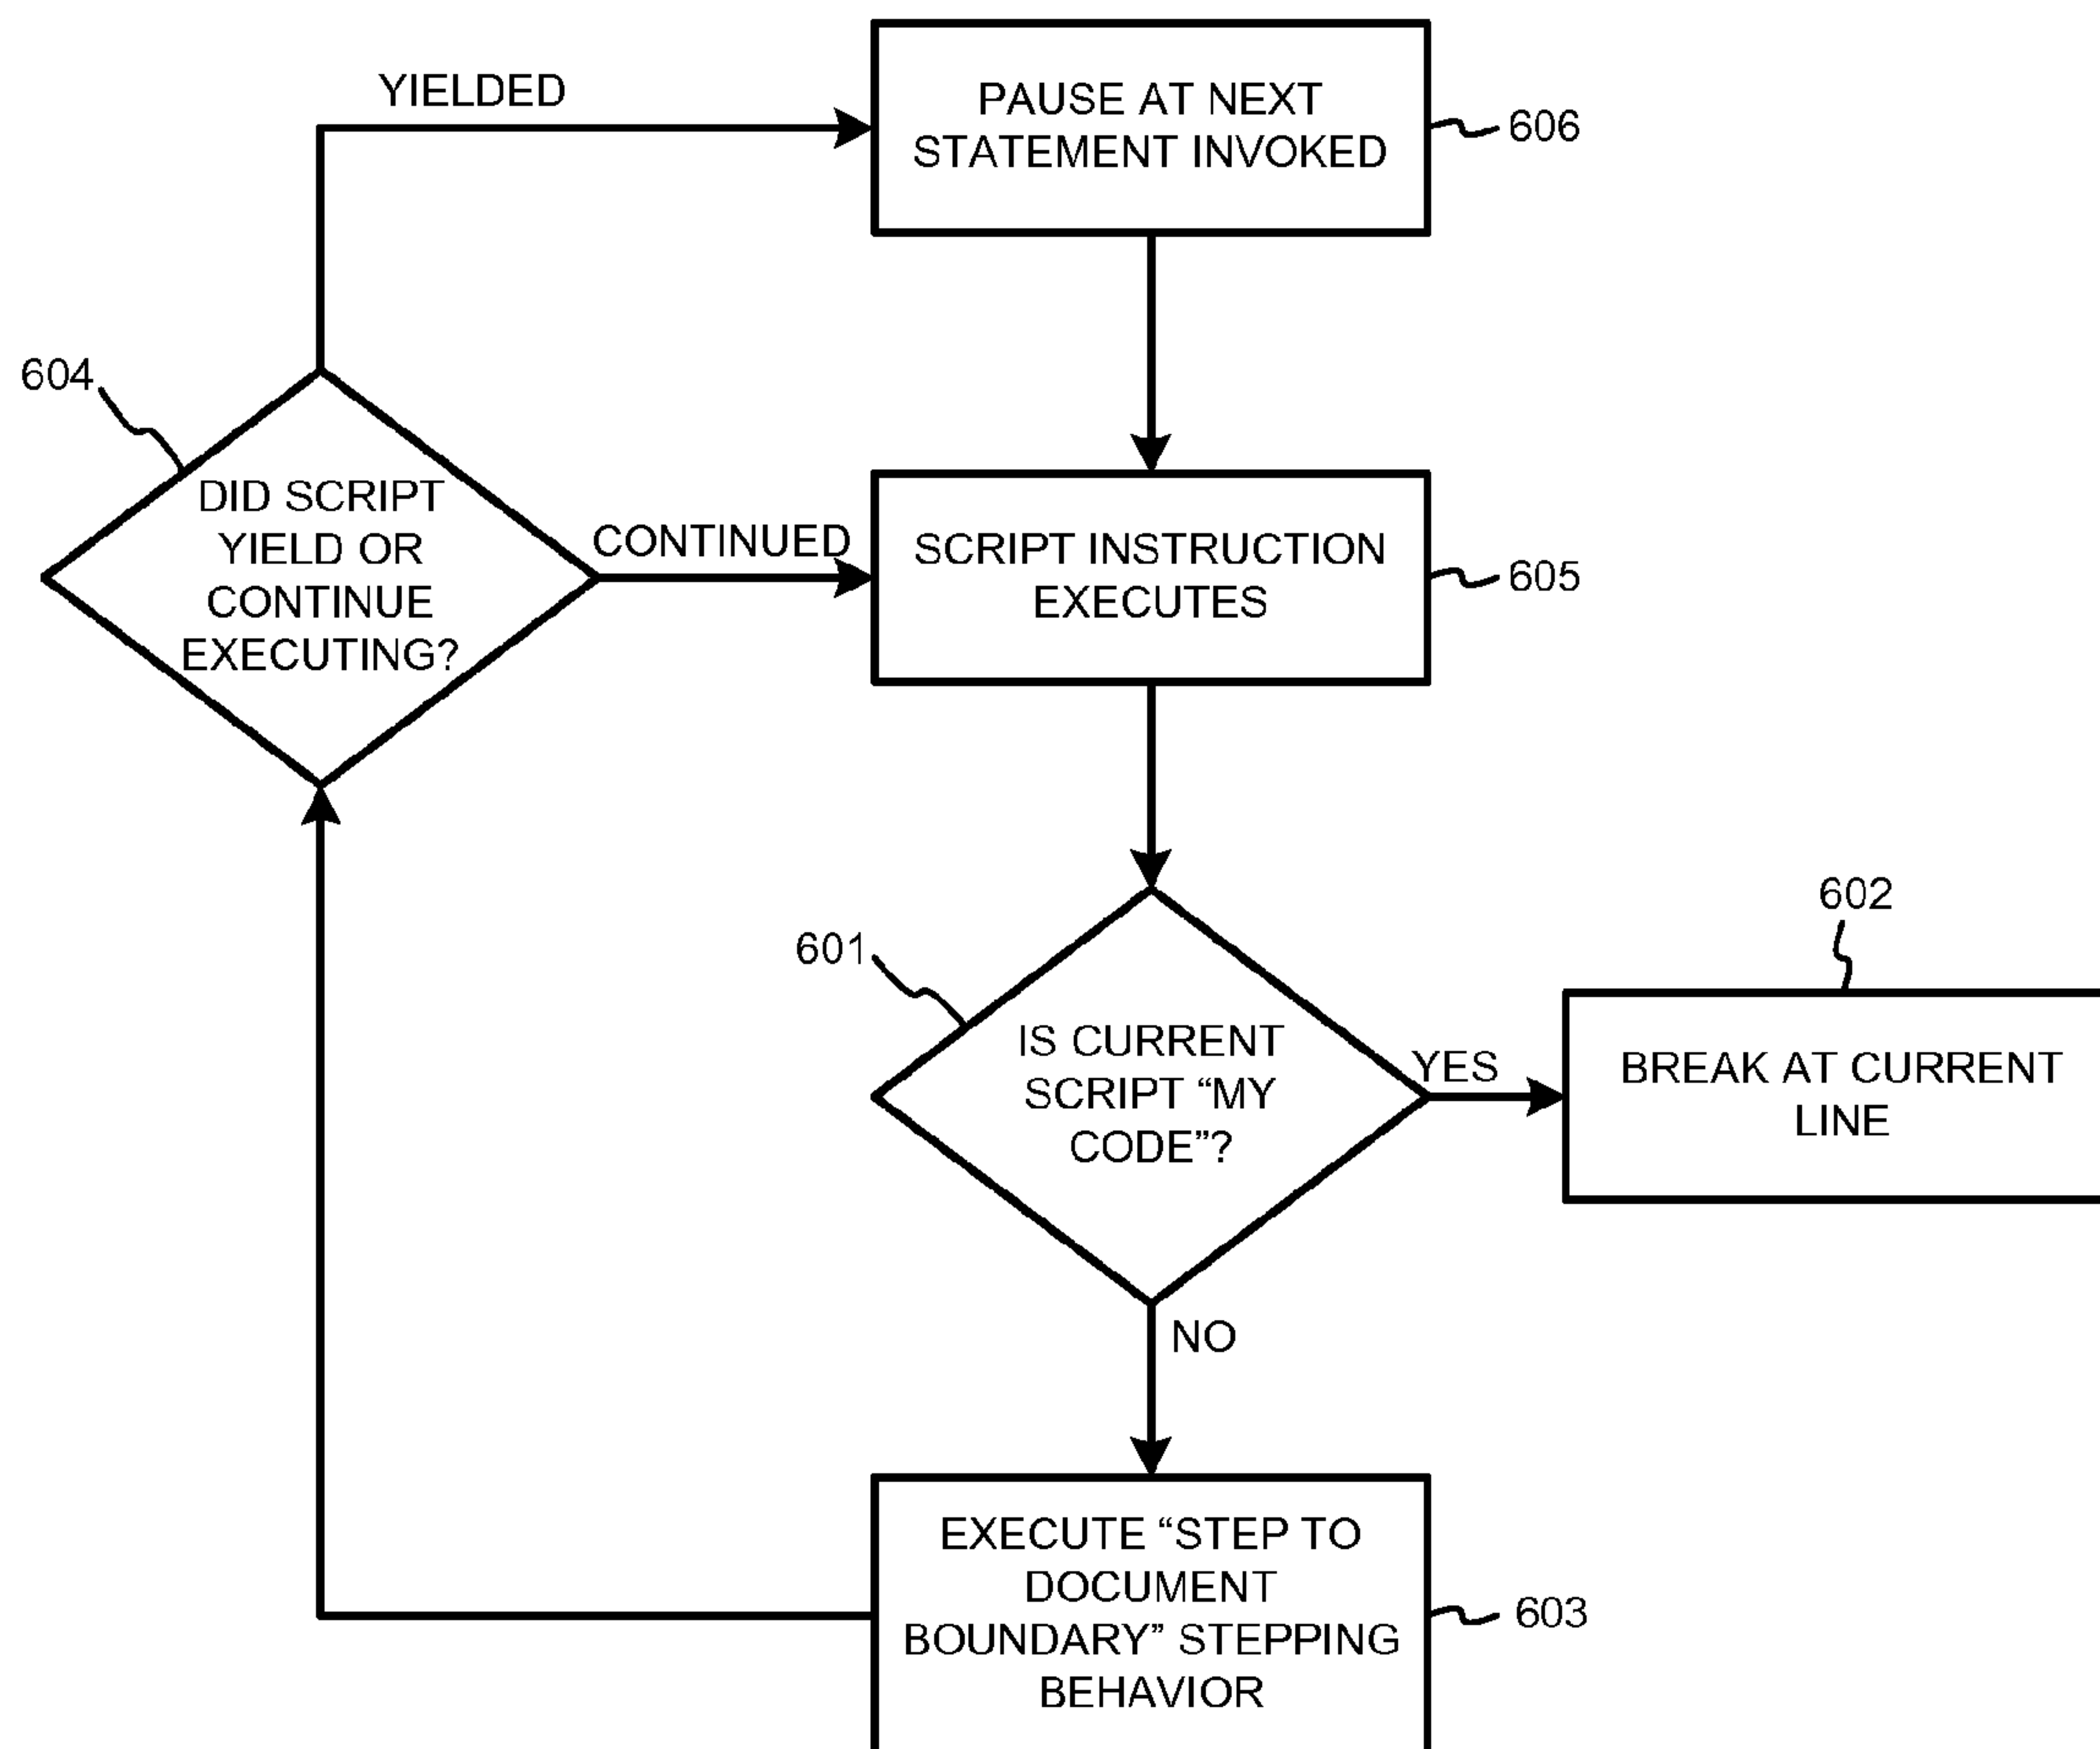 YIELDED
PAUSE AT NEXT
STATEMENT INVOKED
606
604
DID SCRIPT
YIELD OR
CONTINUE
EXECUTING?
CONTINUED
SCRIPT INSTRUCTION
EXECUTES
605
601
IS CURRENT
SCRIPT “MY
CODE”?
YES
602
BREAK AT CURRENT
LINE
NO
EXECUTE “STEP TO
DOCUMENT
BOUNDARY” STEPPING
BEHAVIOR
603